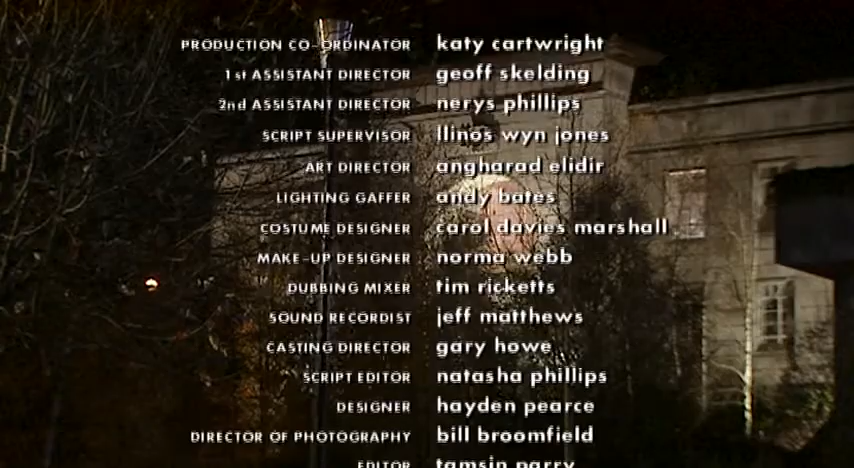 PRODUCTION CO-ORDINATOR katy cartwright
1st ASSISTANT DIRECTOR geoff skelding
2nd ASSISTANT DIRECTOR nerys phillips
SCRIPT SUPERVISOR llinos wyn jones
ART DIRECTOR angharad elidir
LIGHTING GAFFER andy bates
COSTUME DESIGNER carol davies marshall
MAKE-UP DESIGNER norma webb
DUBBING MIXER tim ricketts
SOUND RECORDIST jeff matthews
CASTING DIRECTOR gary howe
SCRIPT EDITOR natasha phillips
DESIGNER hayden pearce
DIRECTOR OF PHOTOGRAPHY bill broomfield
EDITOR tamsin parry